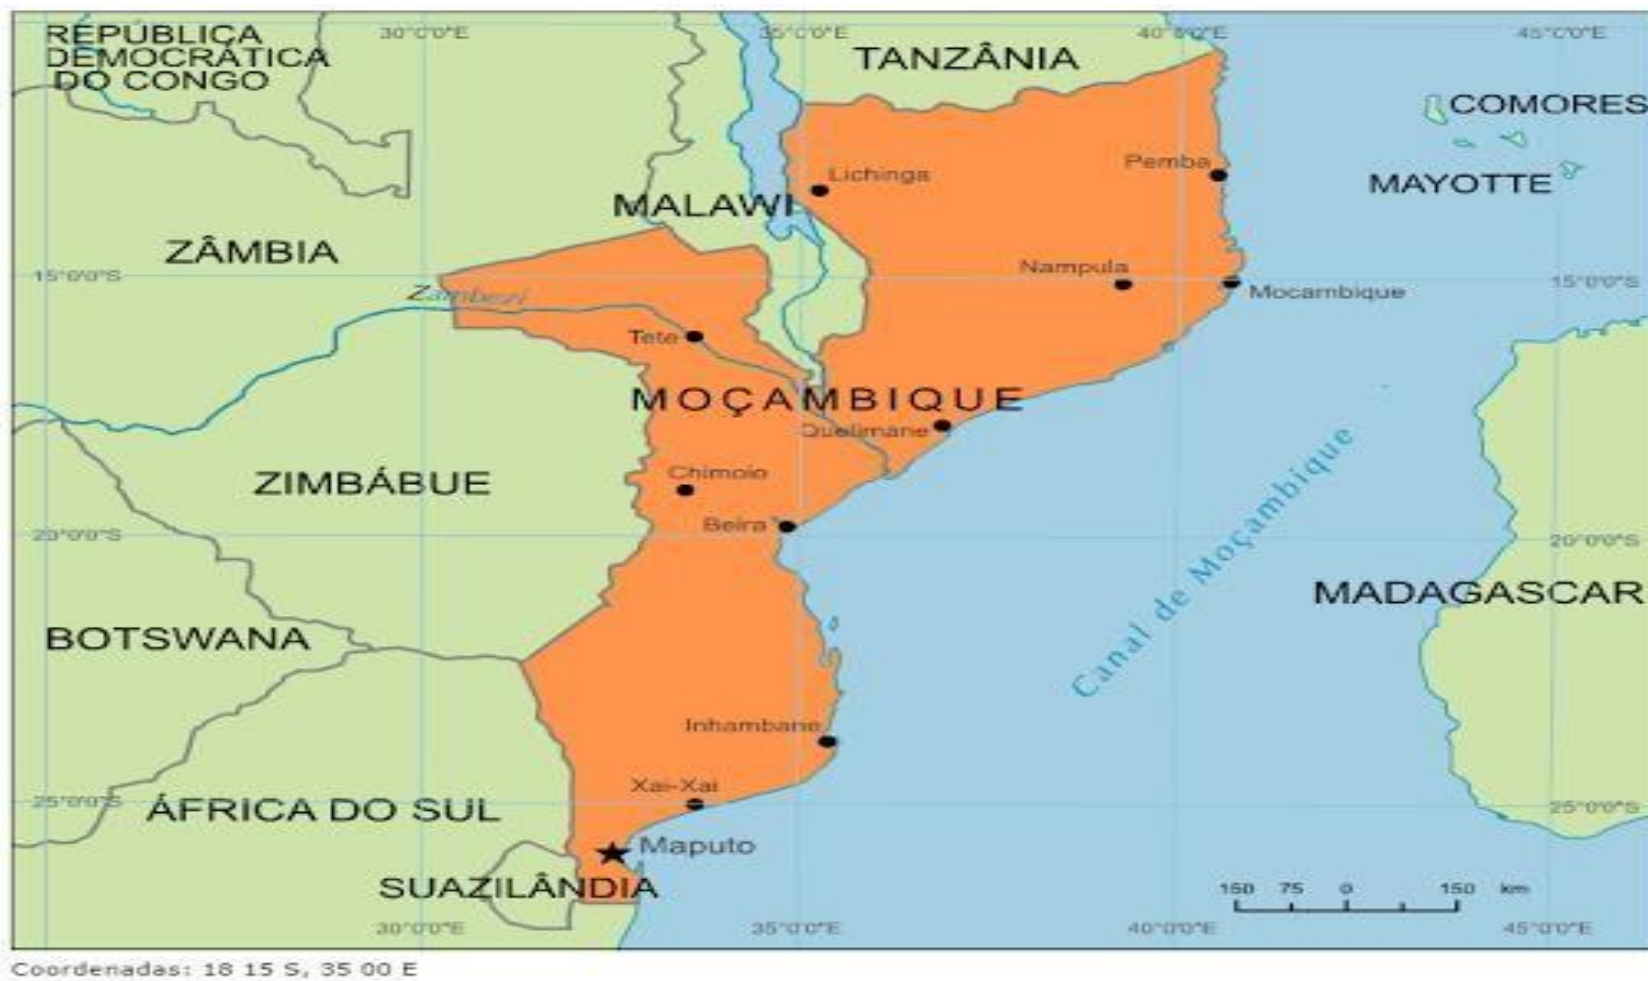 REPÚBLICA
DEMOCRÁTICA
DO CONGO
30°0'0"E
35°0'0"E
40°0'0"E
45°0'0"E
TANZÂNIA
COMORES
Pemba
Lichinga
MAYOTTE
MALAWI
ZÂMBIA
Nampula
15°0'0"S
15°0'0"S
Zambesi
Mocambique
Tete
MOÇAMBIQUE
Quelimane
Chimoio
ZIMBÁBUE
Beira
20°0'0"S
20°0'0"S
Canal de Moçambique
MADAGASCAR
BOTSWANA
Inhambane
Xai-Xai
25°0'0"S
25°0'0"S
ÁFRICA DO SUL
Maputo
SUAZILÂNDIA
150 75 0 150 km
30°0'0"E
35°0'0"E
40°0'0"E
45°0'0"E
Coordenadas: 18 15 S, 35 00 E